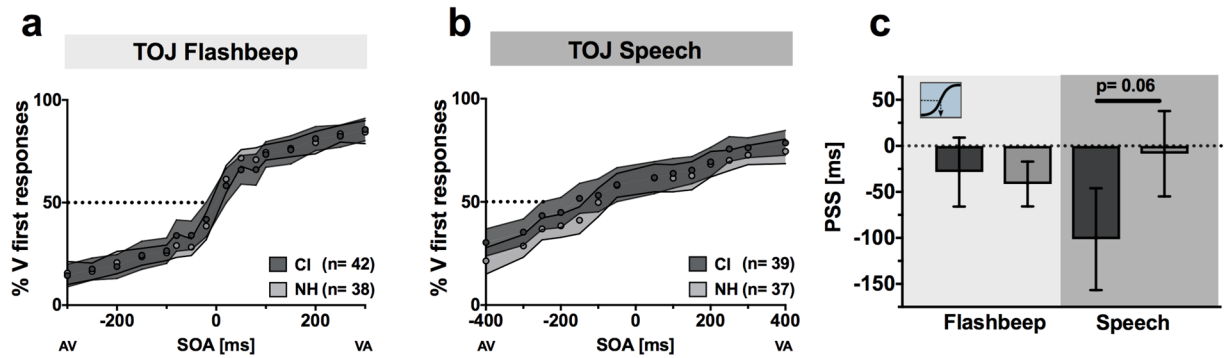 a
TOJ Flashbeep
100
50
0
% V first responses
CI (n= 42)
NH (n= 38)
-200 0 200
AV SOA [ms] VA
b
TOJ Speech
100
50
0
% V first responses
CI (n= 39)
NH (n= 37)
-400 -200 0 200 400
AV SOA [ms] VA
c
p= 0.06
50
0
-50
-100
-150
PSS [ms]
Flashbeep Speech